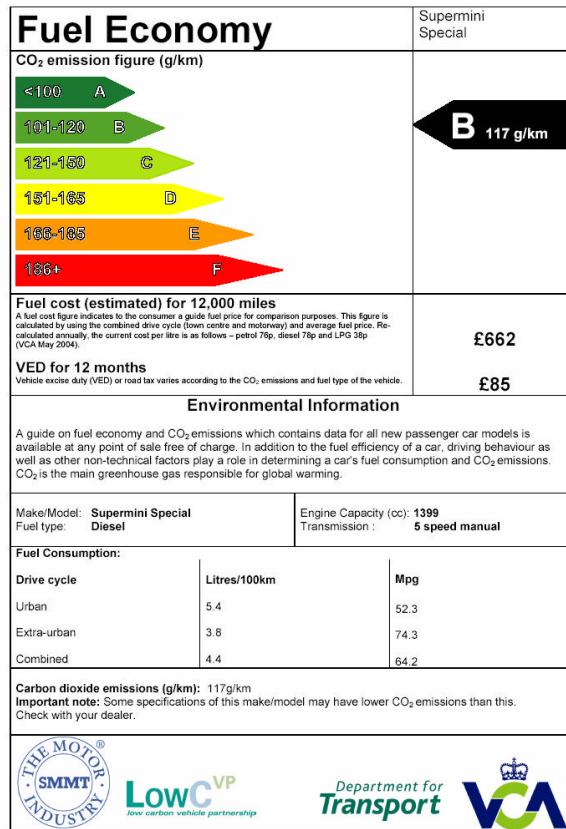 Fuel Economy
Supermini
Special
CO₂ emission figure (g/km)
<100 A
101-120 B
121-150 C
151-165 D
166-185 E
186+ F
B 117 g/km
Fuel cost (estimated) for 12,000 miles
A fuel cost figure indicates to the consumer a guide fuel price for comparison purposes. This figure is
calculated by using the combined drive cycle (town centre and motorway) and average fuel price. Re-
calculated annually, the current cost per litre is as follows – petrol 76p, diesel 78p and LPG 38p
(VCA May 2004).
£662
VED for 12 months
Vehicle excise duty (VED) or road tax varies according to the CO₂ emissions and fuel type of the vehicle.
£85
Environmental Information
A guide on fuel economy and CO₂ emissions which contains data for all new passenger car models is
available at any point of sale free of charge. In addition to the fuel efficiency of a car, driving behaviour as
well as other non-technical factors play a role in determining a car's fuel consumption and CO₂ emissions.
CO₂ is the main greenhouse gas responsible for global warming.
Make/Model: Supermini Special
Fuel type: Diesel
Engine Capacity (cc): 1399
Transmission : 5 speed manual
Fuel Consumption:
Drive cycle Litres/100km Mpg
Urban 5.4 52.3
Extra-urban 3.8 74.3
Combined 4.4 64.2
Carbon dioxide emissions (g/km): 117g/km
Important note: Some specifications of this make/model may have lower CO₂ emissions than this.
Check with your dealer.
THE MOTOR
SMMT
INDUSTRY
®
LowCVP
low carbon vehicle partnership
Department for
Transport
VCA